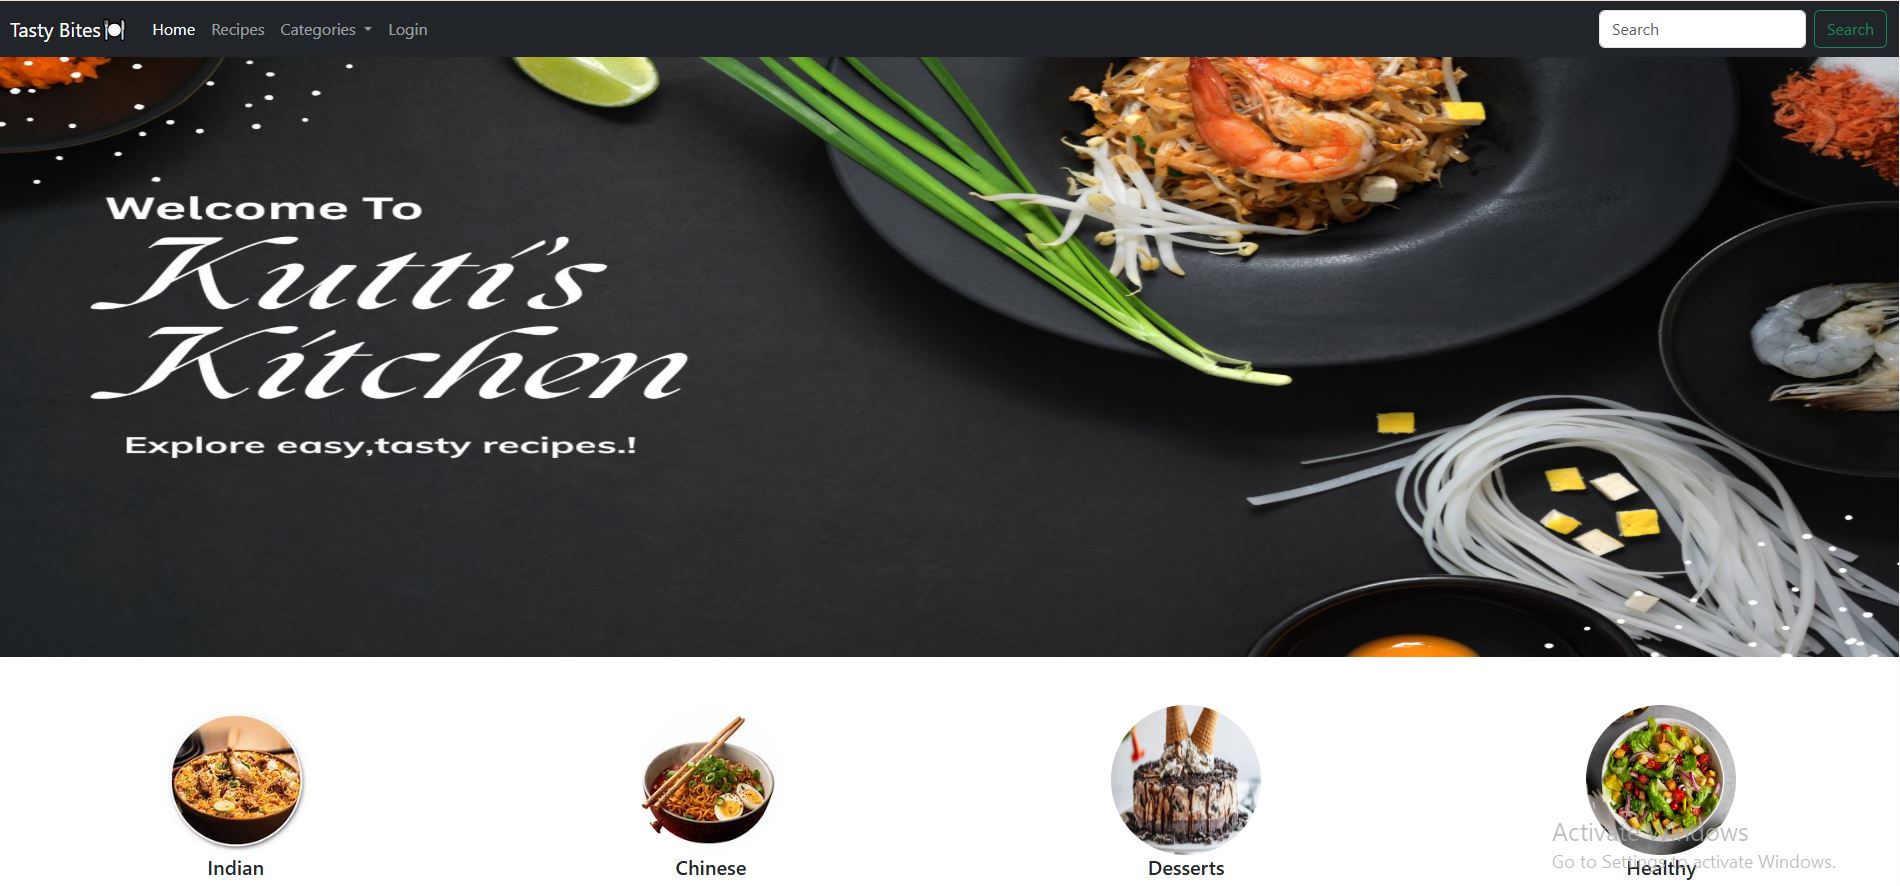 Tasty Bites🍽 Home Recipes Categories Login Search Search
Welcome To
Kutti's
Kitchen
Explore easy,tasty recipes.!
Indian Chinese Desserts Healthy
Activate Windows
Go to Settings to activate Windows.